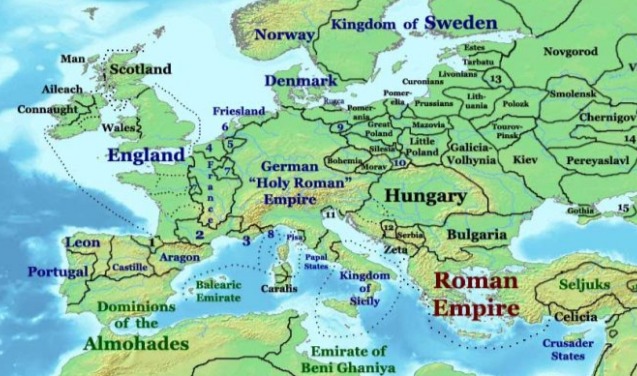 Kingdom of Sweden
Norway
Man
Scotland
Estes
Tarbatu
Novgorod
Denmark
Curonians
Livonians
13
Aileach
Connaught
Friesland
Pomer-
elia
Prussians
Lith-
uania
Polozk
Smolensk
Pomer-
ania
Wales
6
9
Great
Poland
Mazovia
Tourov-
Pinsk
Chernigov
14
England
4
5
Little
Poland
Silesia
France
7
German
"Holy Roman"
Empire
Bohemia
Morav
10
Galicia-
Volhynia
Kiev
Pereyaslavl
Hungary
Gothia
15
11
Leon
1
2
3
8
Pisa
12
Serbia
Zeta
Bulgaria
Portugal
Castille
Aragon
Papal
States
Balearic
Emirate
Caralis
Kingdom
of
Sicily
Roman
Empire
Seljuks
Celicia
Dominions
of the
Almohades
Emirate of
Beni Ghaniya
Crusader
States